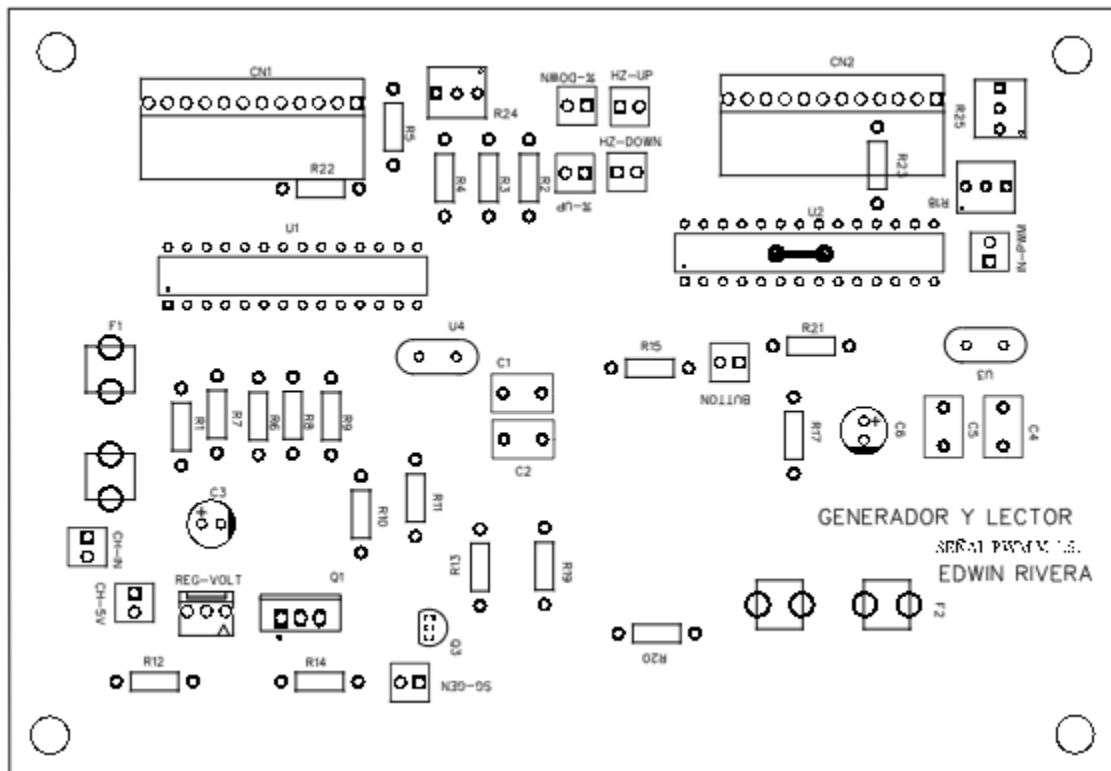 CN1
CN2
%-DOWN
HZ-UP
R5
R24
R25
HZ-DOWN
R22
R4
R3
R2
R23
R18
%-UP
U1
U2
IN-PWM
F1
U4
R21
R15
C1
U3
BUTTON
R1
R7
R6
R8
R9
R17
C6
C5
C4
C2
C3
R11
R10
GENERADOR Y LECTOR
CH-IN
EDWIN RIVERA
R13
R19
REG-VOLT
Q1
CH-5V
F2
Q3
R20
R12
R14
SG-GEN